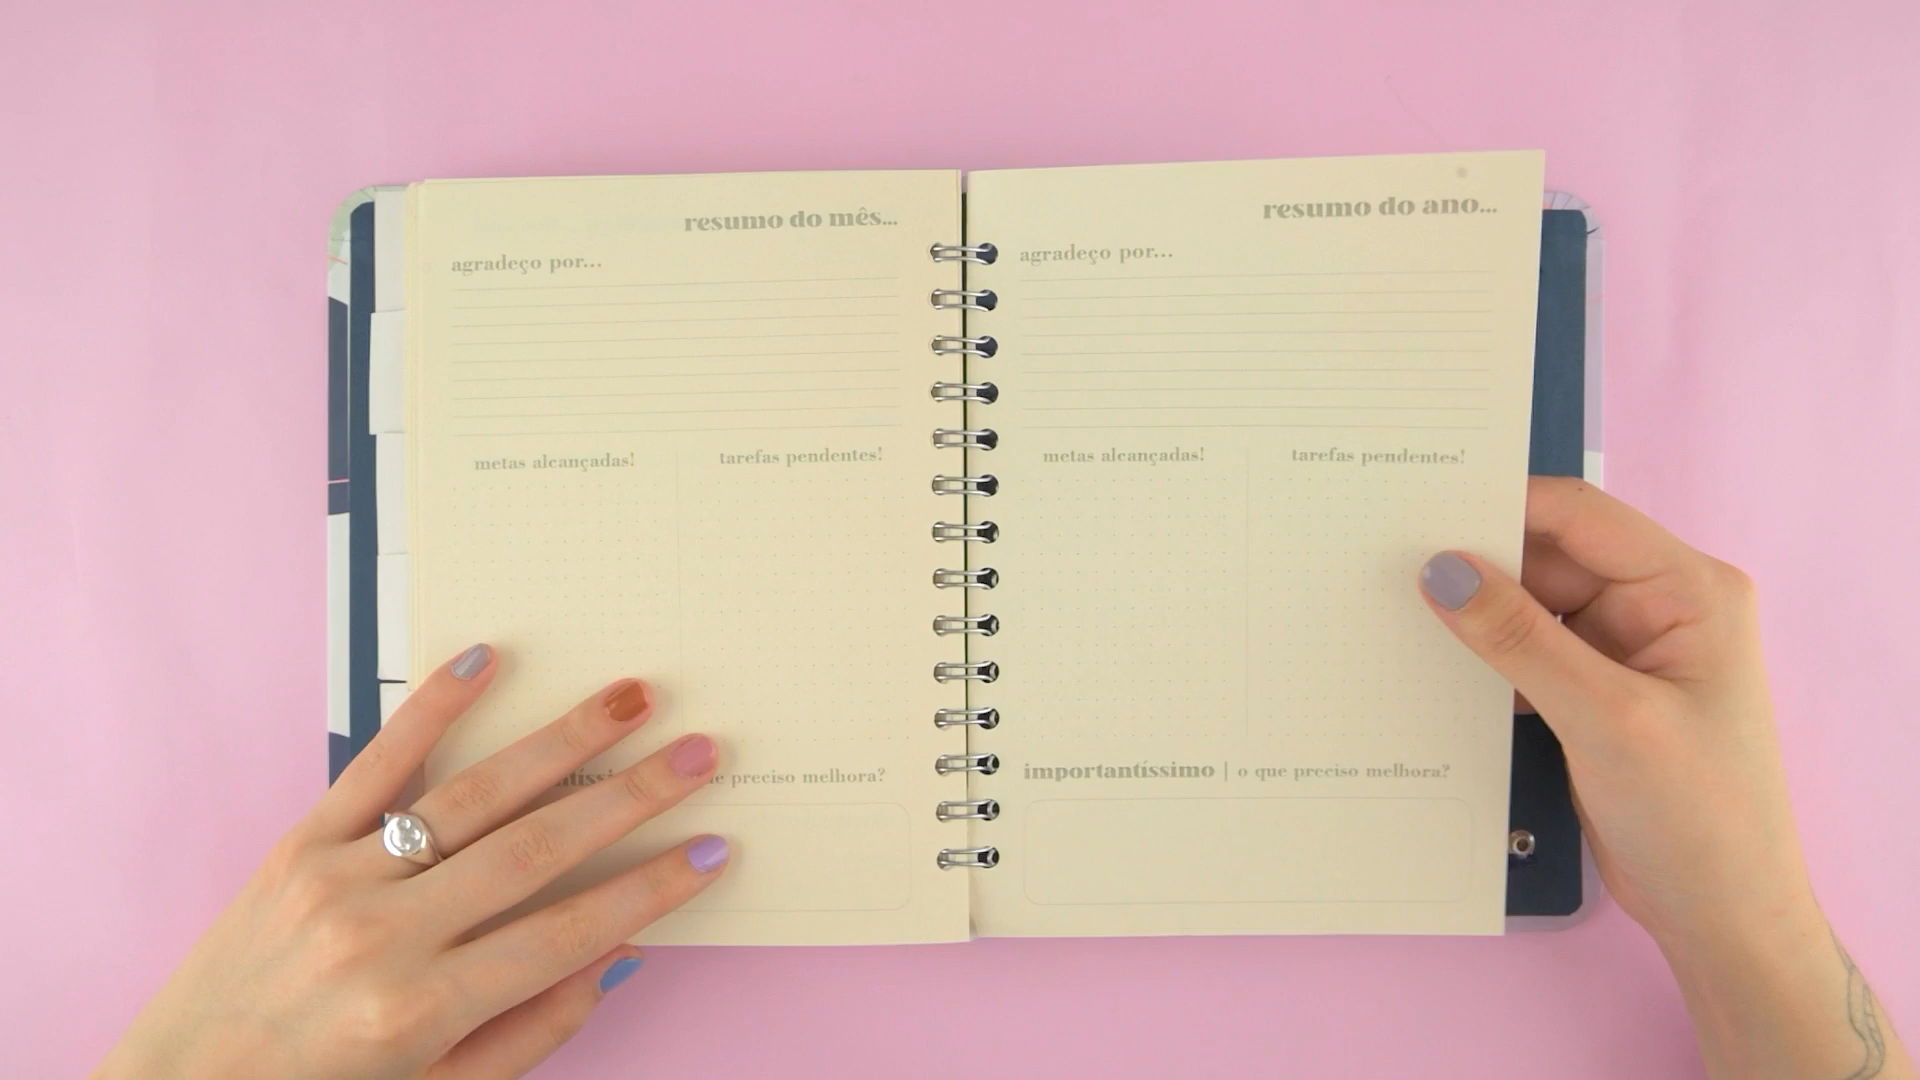 resumo do mês...
agradeço por...
metas alcançadas!
tarefas pendentes!
preciso melhora?
resumo do ano...
agradeço por...
metas alcançadas!
tarefas pendentes!
importantíssimo | o que preciso melhora?